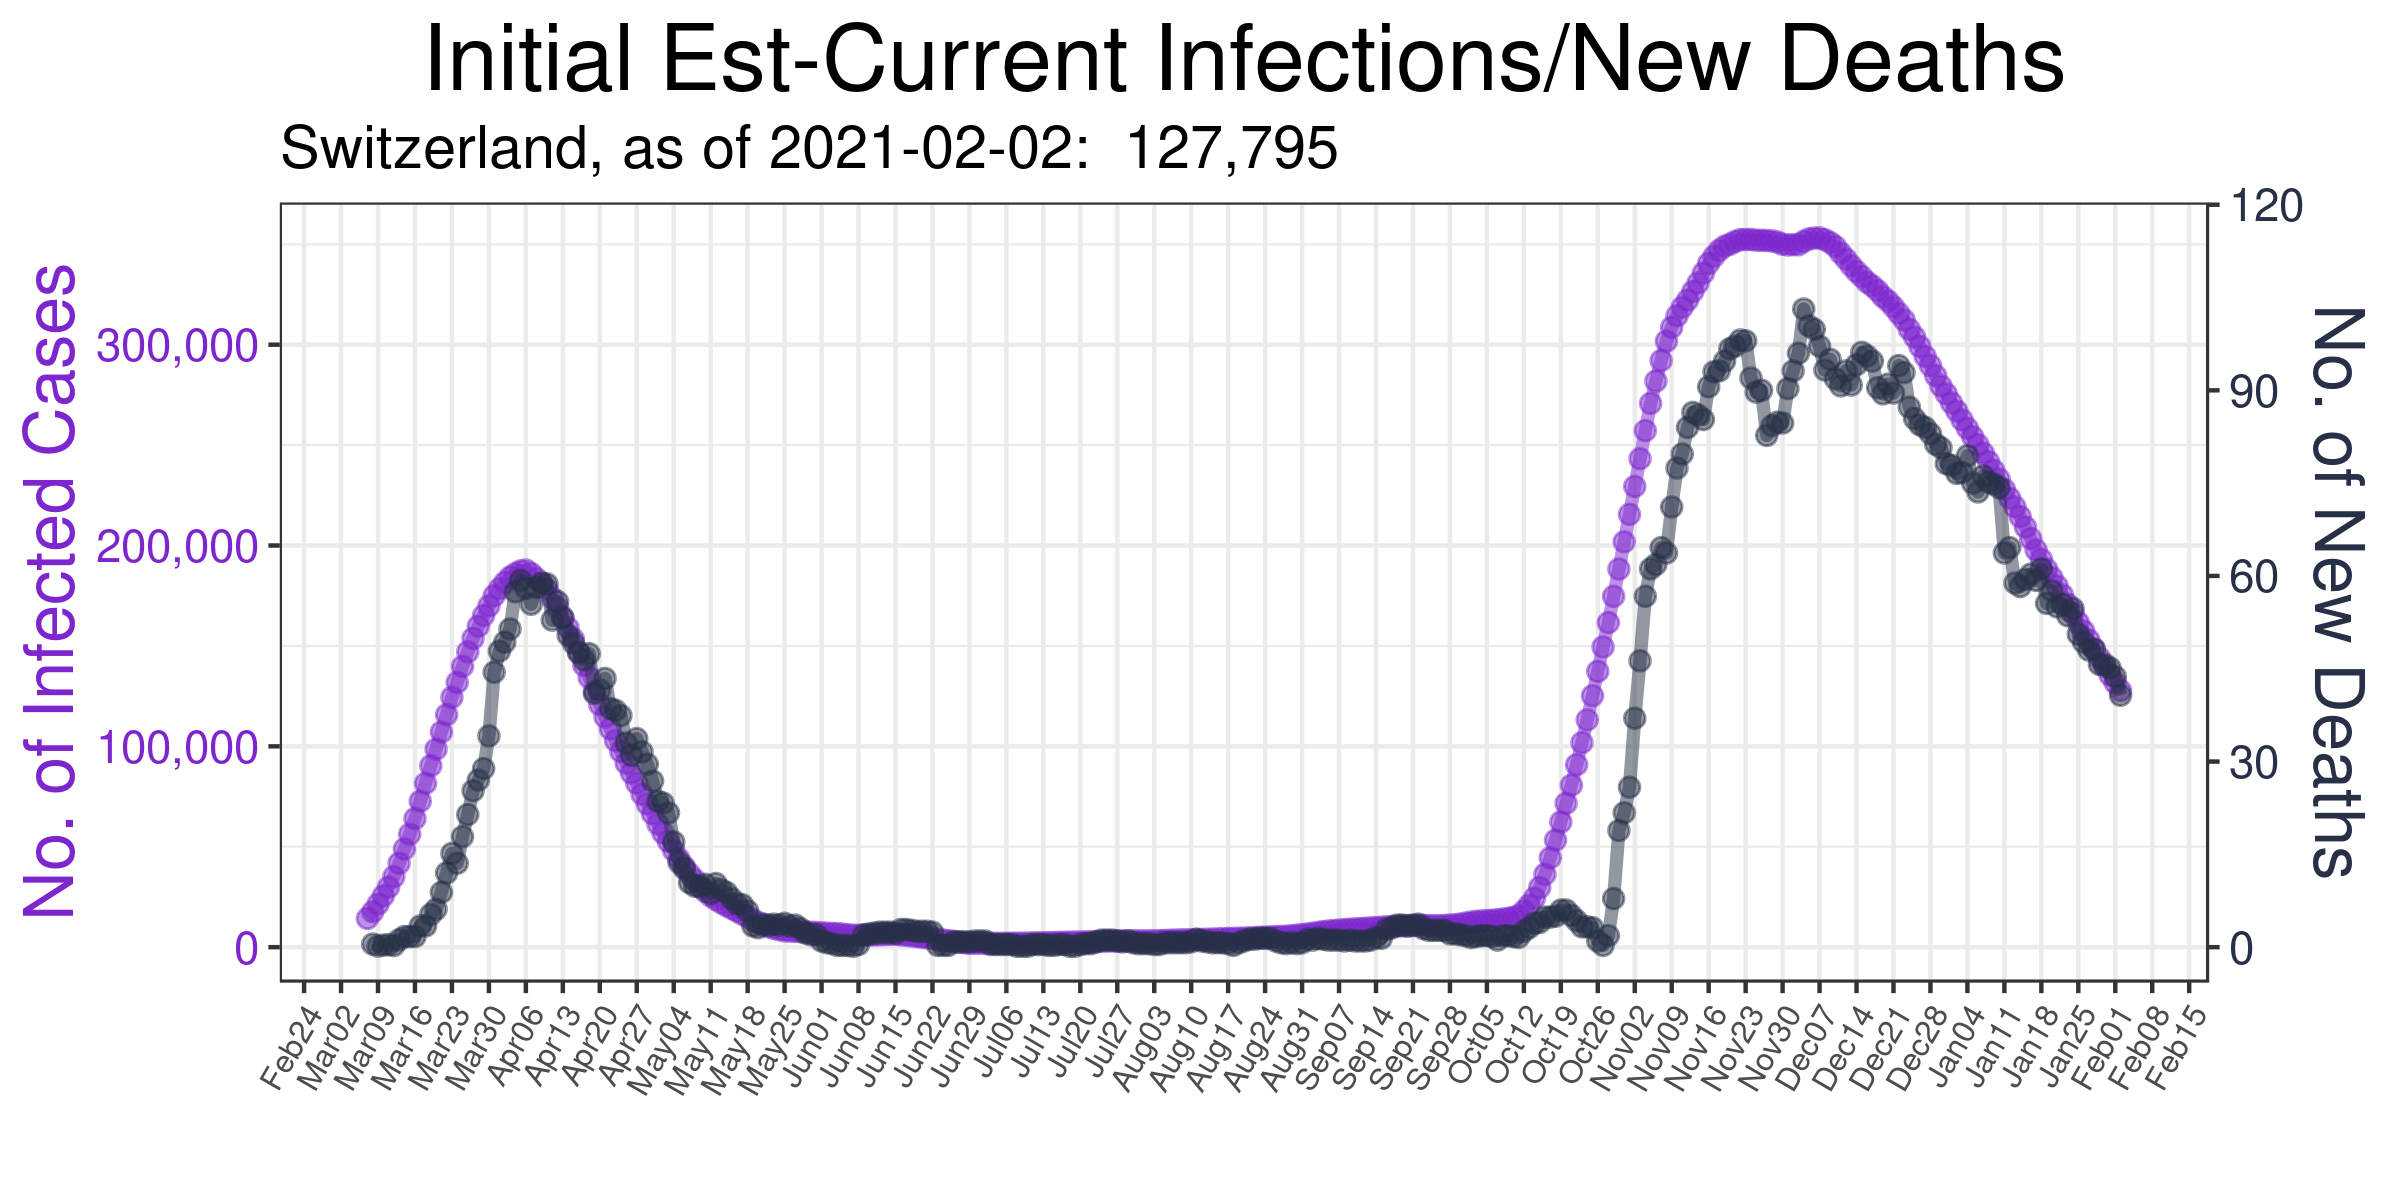 Initial Est-Current Infections/New Deaths
Switzerland, as of 2021-02-02: 127,795
No. of Infected Cases
300,000
200,000
100,000
0
120
90
60
30
0
No. of New Deaths
Feb24
Mar02
Mar09
Mar16
Mar23
Mar30
Apr06
Apr13
Apr20
Apr27
May04
May11
May18
May25
Jun01
Jun08
Jun15
Jun22
Jun29
Jul06
Jul13
Jul20
Jul27
Aug03
Aug10
Aug17
Aug24
Aug31
Sep07
Sep14
Sep21
Sep28
Oct05
Oct12
Oct19
Oct26
Nov02
Nov09
Nov16
Nov23
Nov30
Dec07
Dec14
Dec21
Dec28
Jan04
Jan11
Jan18
Jan25
Feb01
Feb08
Feb15